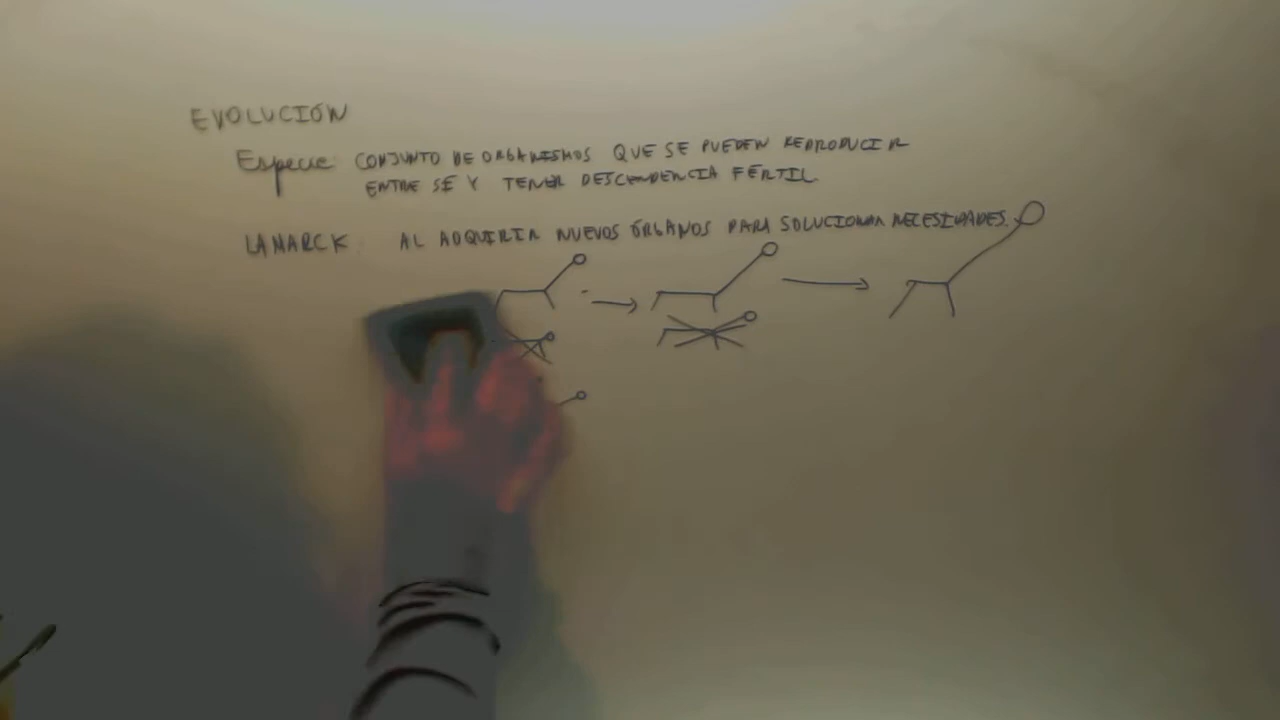 EVOLUCIÓN
Especie: CONJUNTO DE ORGANISMOS QUE SE PUEDEN REPRODUCIR
ENTRE SÉ Y TENER DESCENDENCIA FÉRTIL
LAMARCK: AL ADQUIRIR NUEVOS ÓRGANOS PARA SOLUCIONAR NECESIDADES.